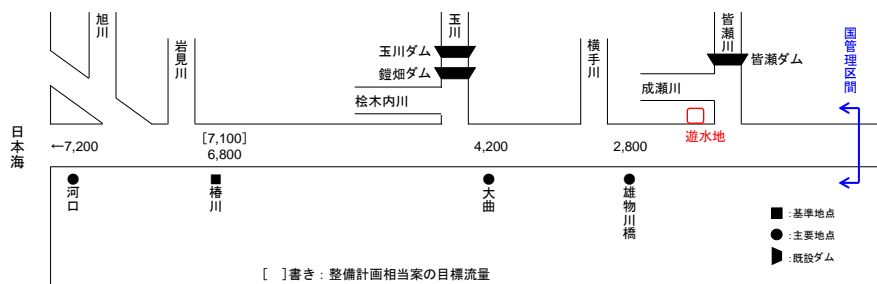 旭川
岩見川
玉川
横手川
皆瀬川
国管理区間
玉川ダム
鎧畑ダム
皆瀬ダム
桧木内川
成瀬川
遊水地
日本海
←7,200
[7,100]
6,800
4,200
2,800
河口
椿川
大曲
雄物川橋
■:基準地点
●:主要地点
:既設ダム
[ ]書き:整備計画相当案の目標流量